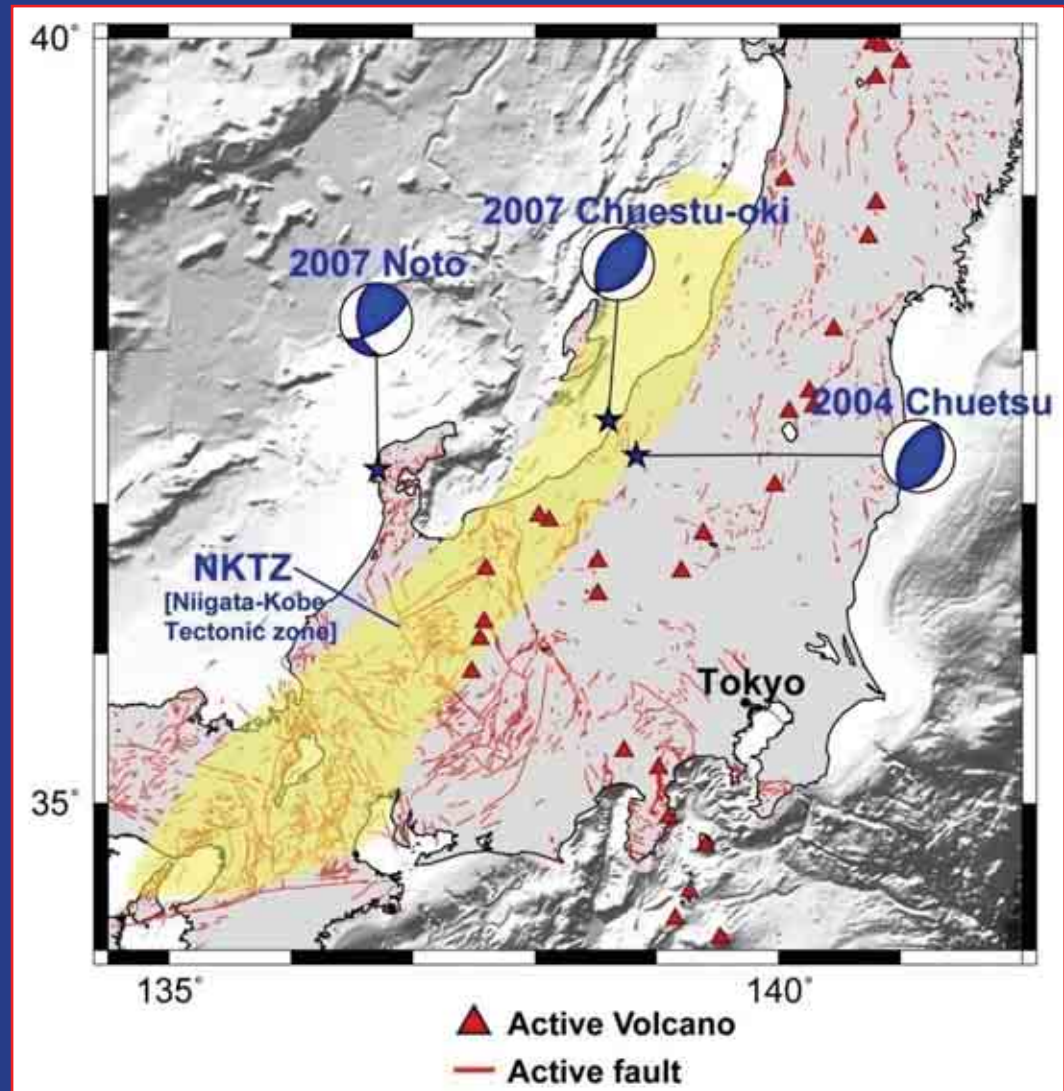 40°
2007 Chuestu-oki
2007 Noto
2004 Chuetsu
NKTZ
[Niigata-Kobe
Tectonic zone]
Tokyo
35°
135°
140°
Active Volcano
Active fault